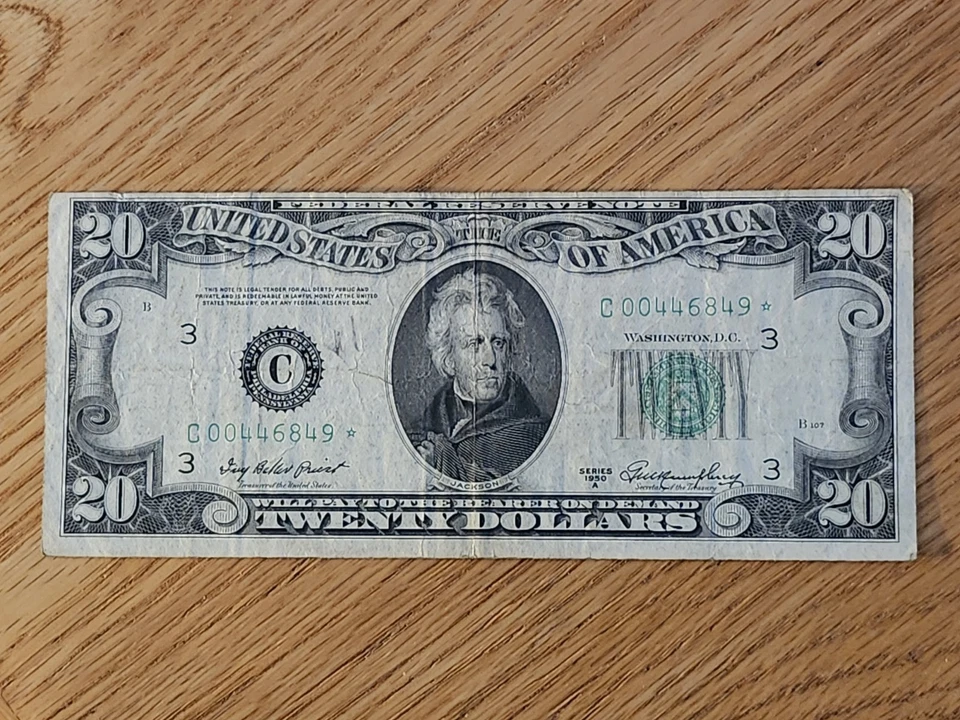 FEDERAL RESERVE NOTE
20 UNITED STATES THE OF AMERICA 20
THIS NOTE IS LEGAL TENDER FOR ALL DEBTS, PUBLIC AND
PRIVATE, AND IS REDEEMABLE IN LAWFUL MONEY AT THE UNITED
STATES TREASURY, OR AT ANY FEDERAL RESERVE BANK.
B
C 00446849 ★
3
WASHINGTON, D.C. 3
C
TWENTY
B 107
C 00446849 ★
3
Ivy Baker Priest
Treasurer of the United States.
SERIES
1950
A
G. M. Humphrey
Secretary of the Treasury.
3
JACKSON
20 WILL PAY TO THE BEARER ON DEMAND 20
TWENTY DOLLARS